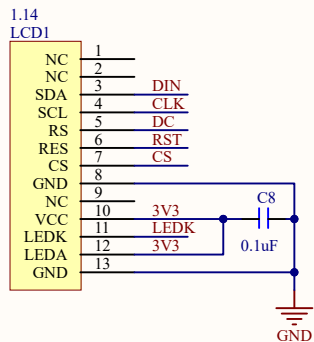 1.14
LCD1
NC 1
NC 2
SDA 3 DIN
SCL 4 CLK
RS 5 DC
RES 6 RST
CS 7 CS
GND 8
NC 9
VCC 10 3V3
LEDK 11 LEDK
LEDA 12 3V3
GND 13
C8
0.1uF
GND